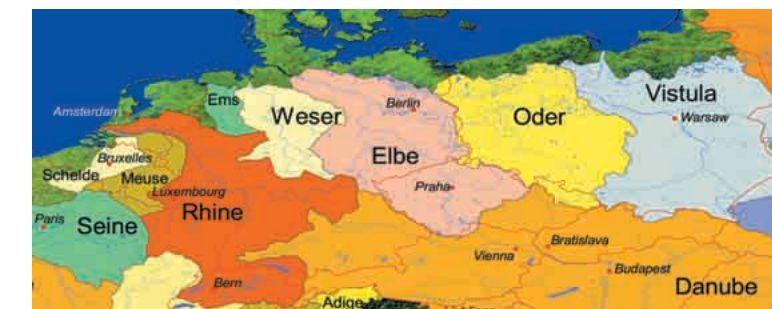 Vistula
Ems
Berlin
Amsterdam
Weser
Oder
Warsaw
Elbe
Bruxelles
Schelde
Meuse
Praha
Luxembourg
Paris
Seine
Rhine
Vienna
Bratislava
Budapest
Bern
Danube
Adige